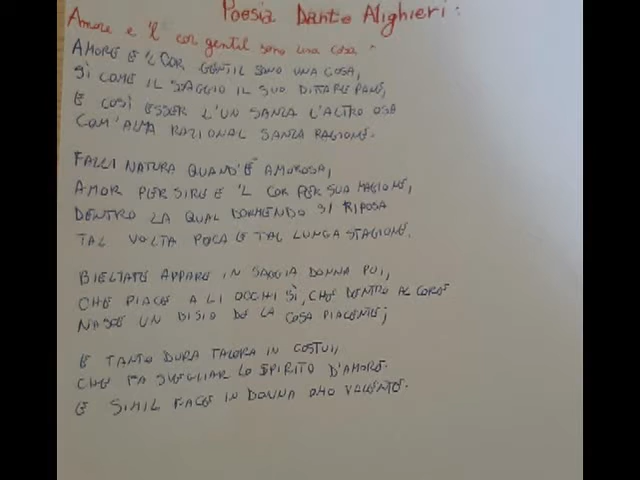 Poesia Dante Alighieri:
Amore e 'l cor gentil sono una cosa
AMORE E 'L COR GENTIL SONO UNA COSA,
SÌ COME IL SAGGIO IL SUO DITTARE PANE,
E COSÌ ESSER L'UN SANZA L'ALTRO OSA
COM'ALMA RAZIONAL SANZA RAGIONE.
FALLI NATURA QUAND'È AMOROSA,
AMOR PER SIRE E 'L COR PER SUA MAGIONE,
DENTRO LA QUAL DORMENDO SI RIPOSA
TAL VOLTA POCA E TAL LUNGA STAGIONE.
BIELTATE APPARE IN SAGGIA DONNA PUI,
CHE PIACE A LI OCCHI SÌ, CHE DENTRO AL CORE
NASCE UN DISIO DE LA COSA PIACENTE;
E TANTO DURA TALORA IN COSTUI,
CHE FA SVEGLIAR LO SPIRITO D'AMORE.
E SIMIL FACE IN DONNA OMO VALENTE.